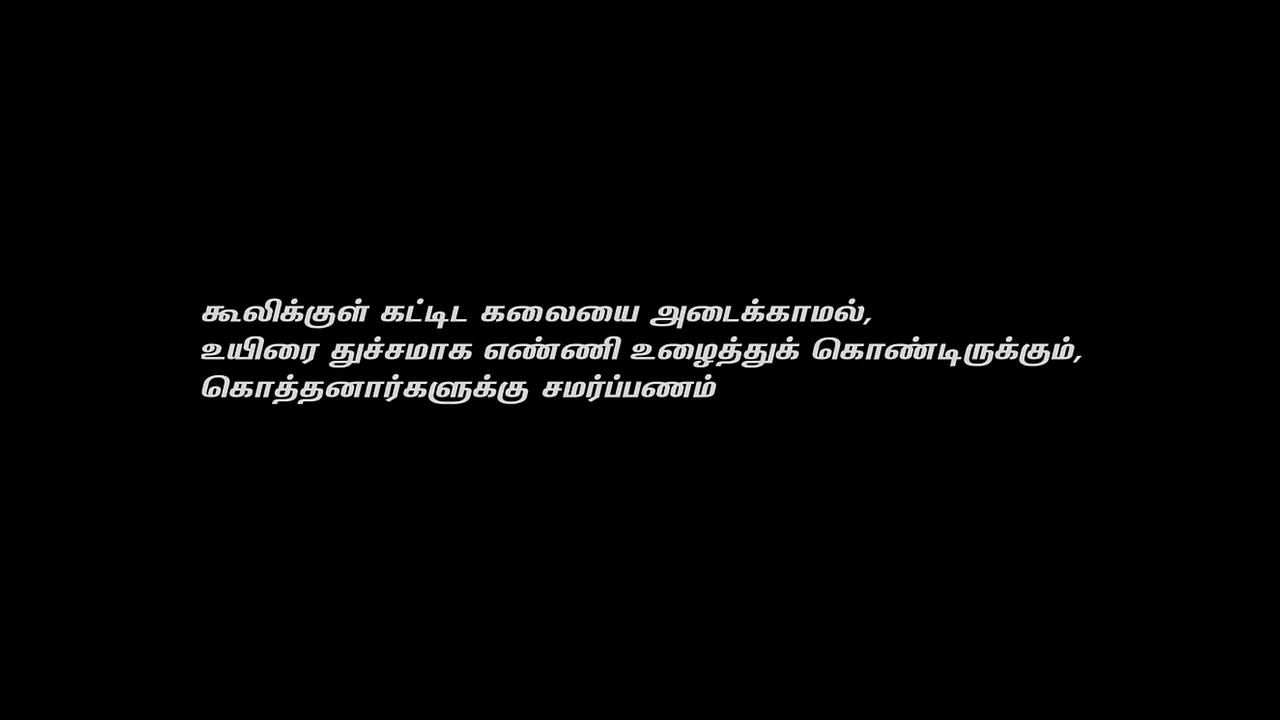 கூலிக்குள் கட்டிட கலையை அடைக்காமல்,
உயிரை துச்சமாக எண்ணி உழைத்துக் கொண்டிருக்கும்,
கொத்தனார்களுக்கு சமர்ப்பணம்